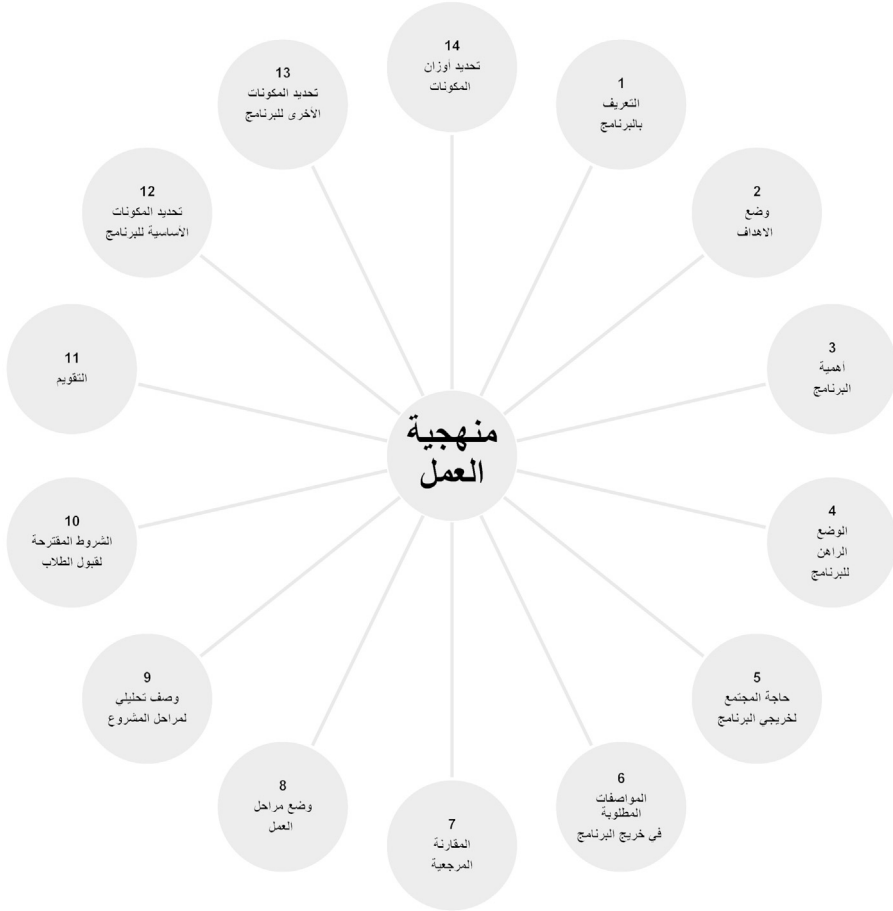 منهجية
العمل
1
التعريف
بالبرنامج
2
وضع
الاهداف
3
أهمية
البرنامج
4
الوضع
الراهن
للبرنامج
5
حاجة المجتمع
لخريجي البرنامج
6
المواصفات
المطلوبة
في خريج البرنامج
7
المقارنة
المرجعية
8
وضع مراحل
العمل
9
وصف تحليلي
لمراحل المشروع
10
الشروط المقترحة
لقبول الطلاب
11
التقويم
12
تحديد المكونات
الأساسية للبرنامج
13
تحديد المكونات
الأخرى للبرنامج
14
تحديد أوزان
المكونات